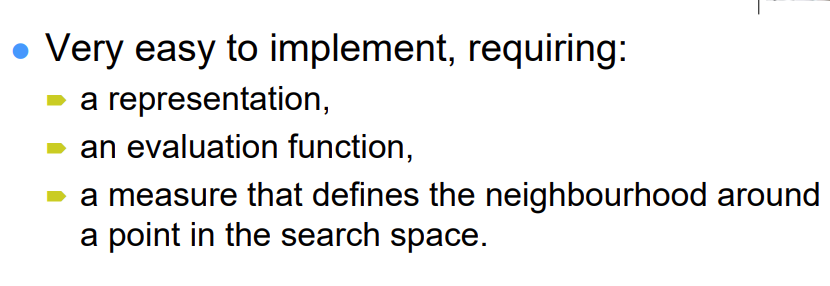 Very easy to implement, requiring:
a representation,
an evaluation function,
a measure that defines the neighbourhood around
a point in the search space.